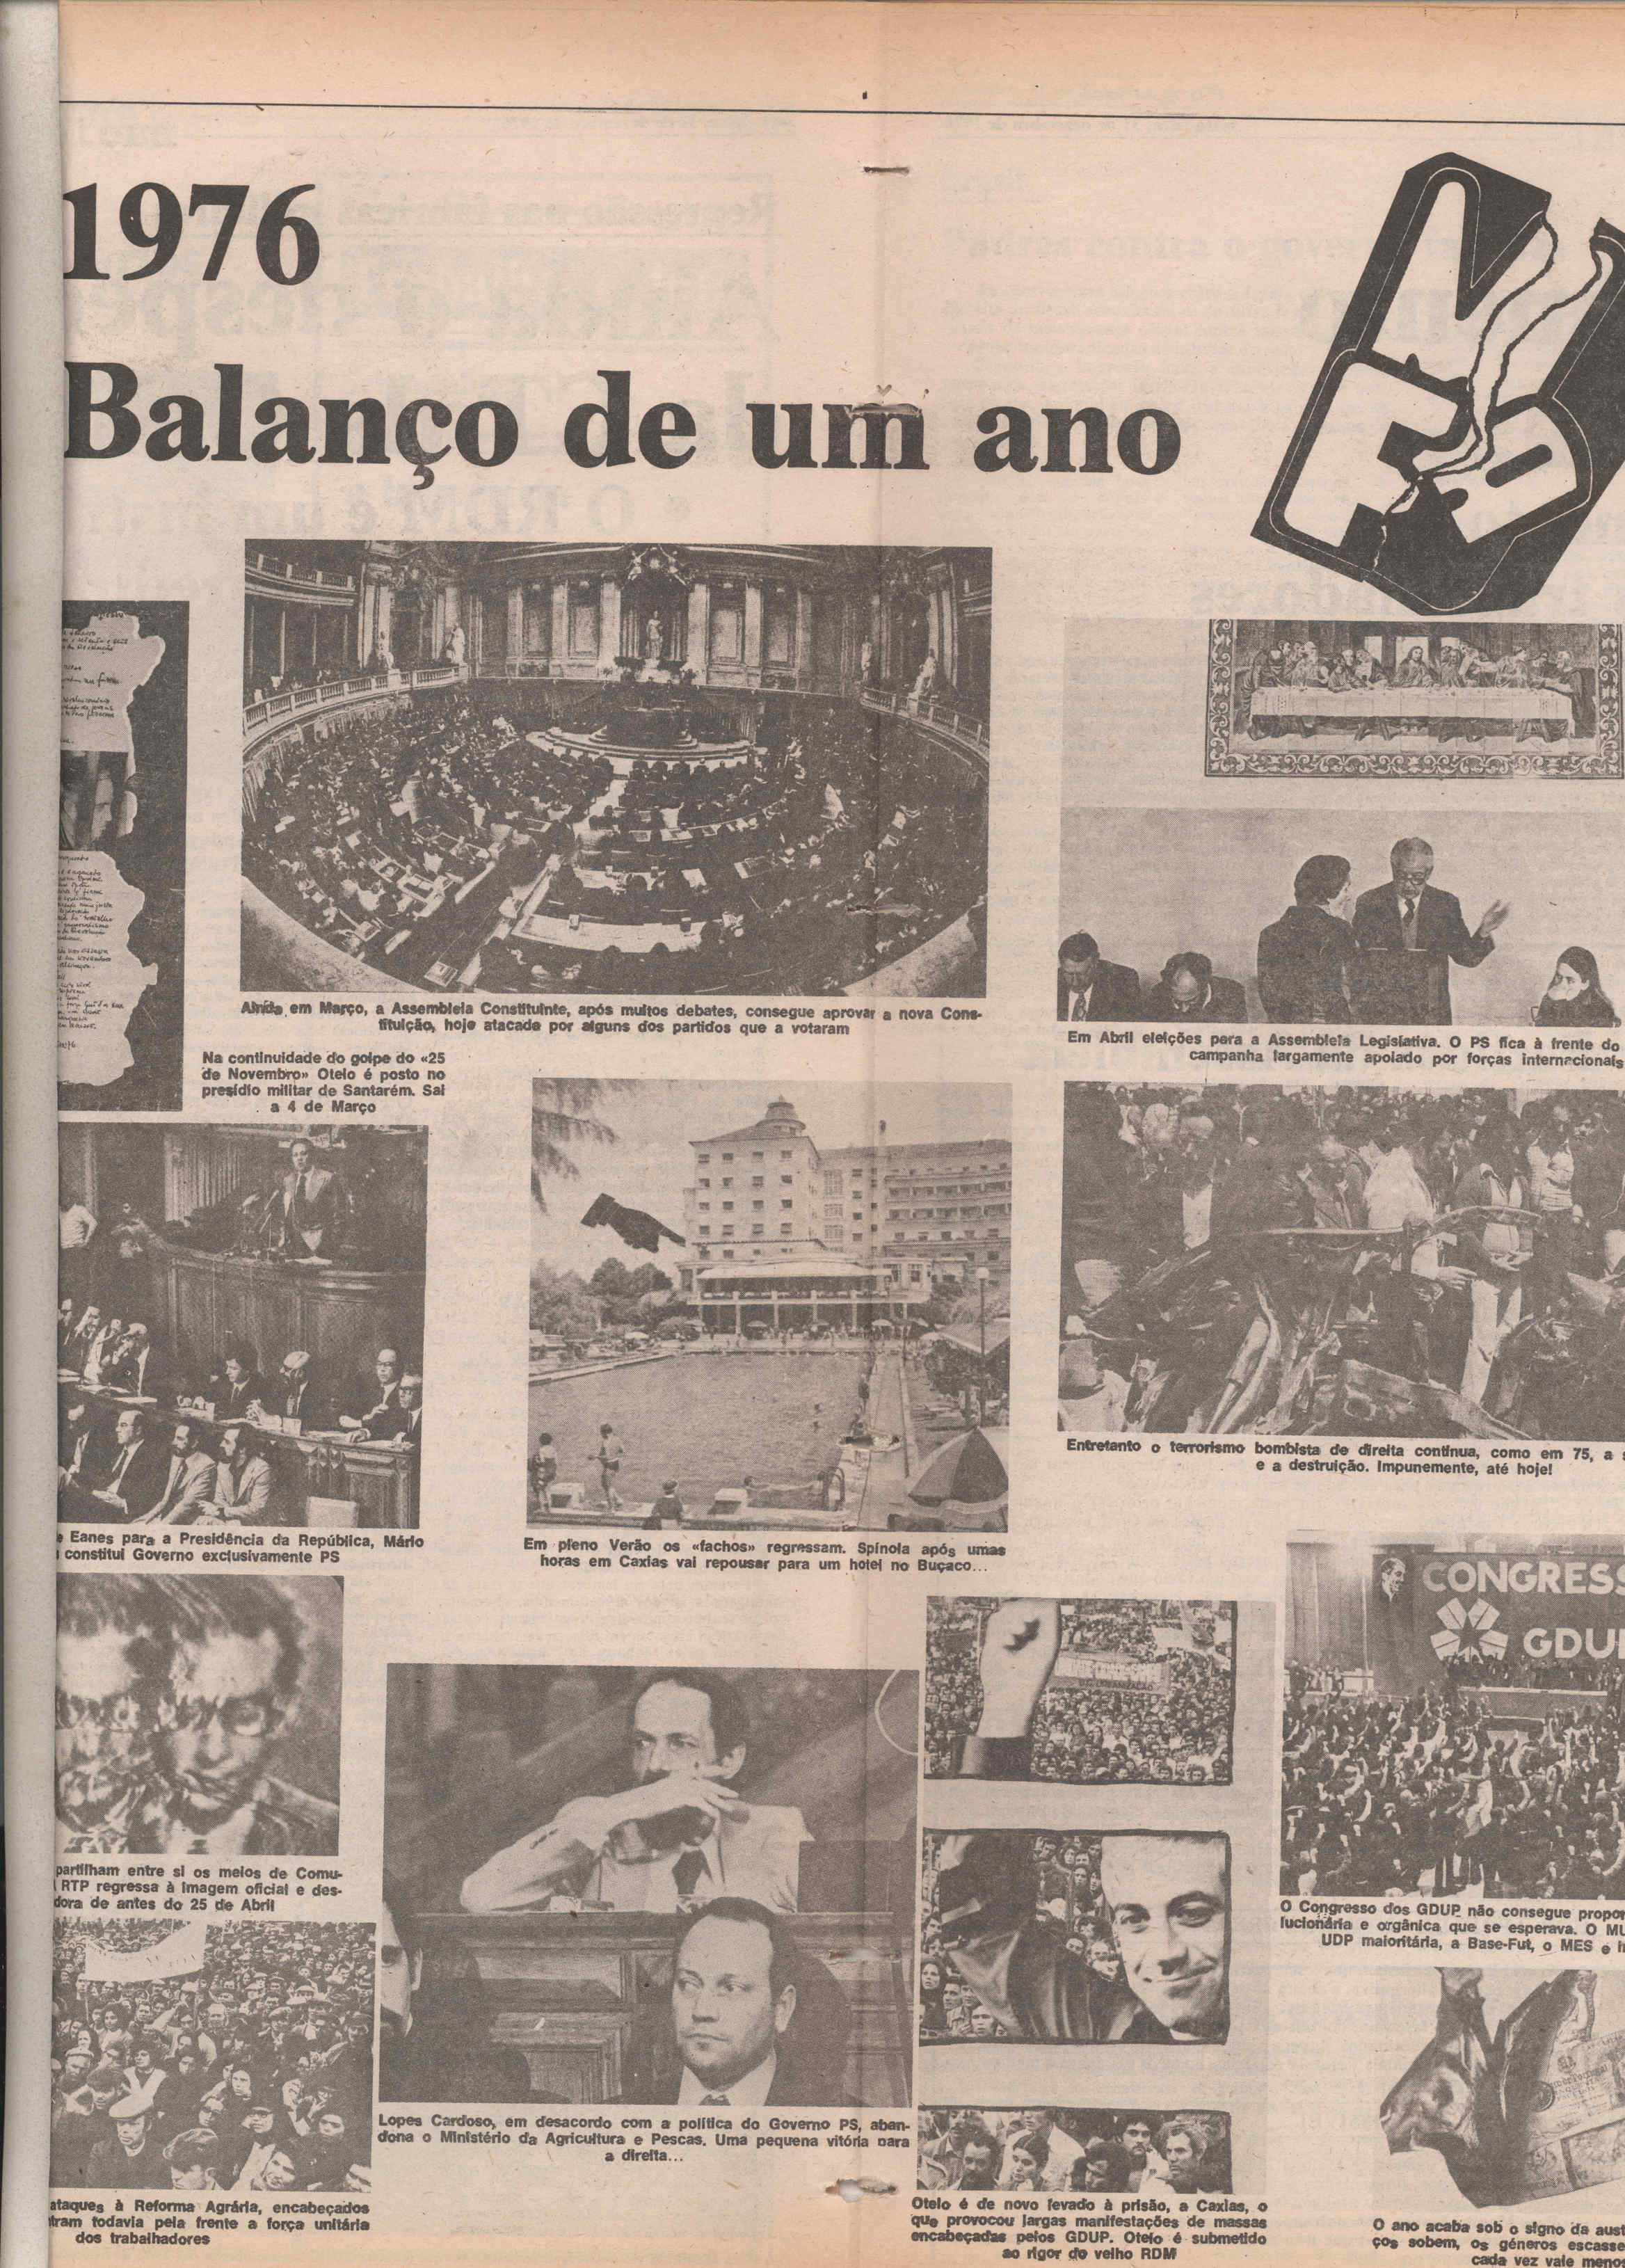 1976
Balanço de um ano
Ainda em Março, a Assembleia Constituinte, após muitos debates, consegue aprovar a nova Cons-
tituição, hoje atacada por alguns dos partidos que a votaram
Na continuidade do golpe do «25
de Novembro» Otelo é posto no
presídio militar de Santarém. Sai
a 4 de Março
Em Abril eleições para a Assembleia Legislativa. O PS fica à frente do
campanha largamente apoiado por forças internacionais
Eanes para a Presidência da República, Mário
constitui Governo exclusivamente PS
Em pleno Verão os «fachos» regressam. Spínola após umas
horas em Caxias vai repousar para um hotel no Buçaco...
Entretanto o terrorismo bombista de direita continua, como em 75, a
e a destruição. Impunemente, até hoje!
CONGRESS
GDUP
partilham entre si os meios de Comu-
RTP regressa à imagem oficial e des-
dora de antes do 25 de Abril
Lopes Cardoso, em desacordo com a política do Governo PS, aban-
dona o Ministério da Agricultura e Pescas. Uma pequena vitória para
a direita...
O Congresso dos GDUP não consegue propor
lucionária e orgânica que se esperava. O MU
UDP maioritária, a Base-Fut, o MES e
ataques à Reforma Agrária, encabeçados
tram todavia pela frente a força unitária
dos trabalhadores
Otelo é de novo levado à prisão, a Caxias, o
que provocou largas manifestações de massas
encabeçadas pelos GDUP. Otelo é submetido
ao rigor do velho RDM
O ano acaba sob o signo da aust
ços sobem, os géneros escasse
cada vez vale menos